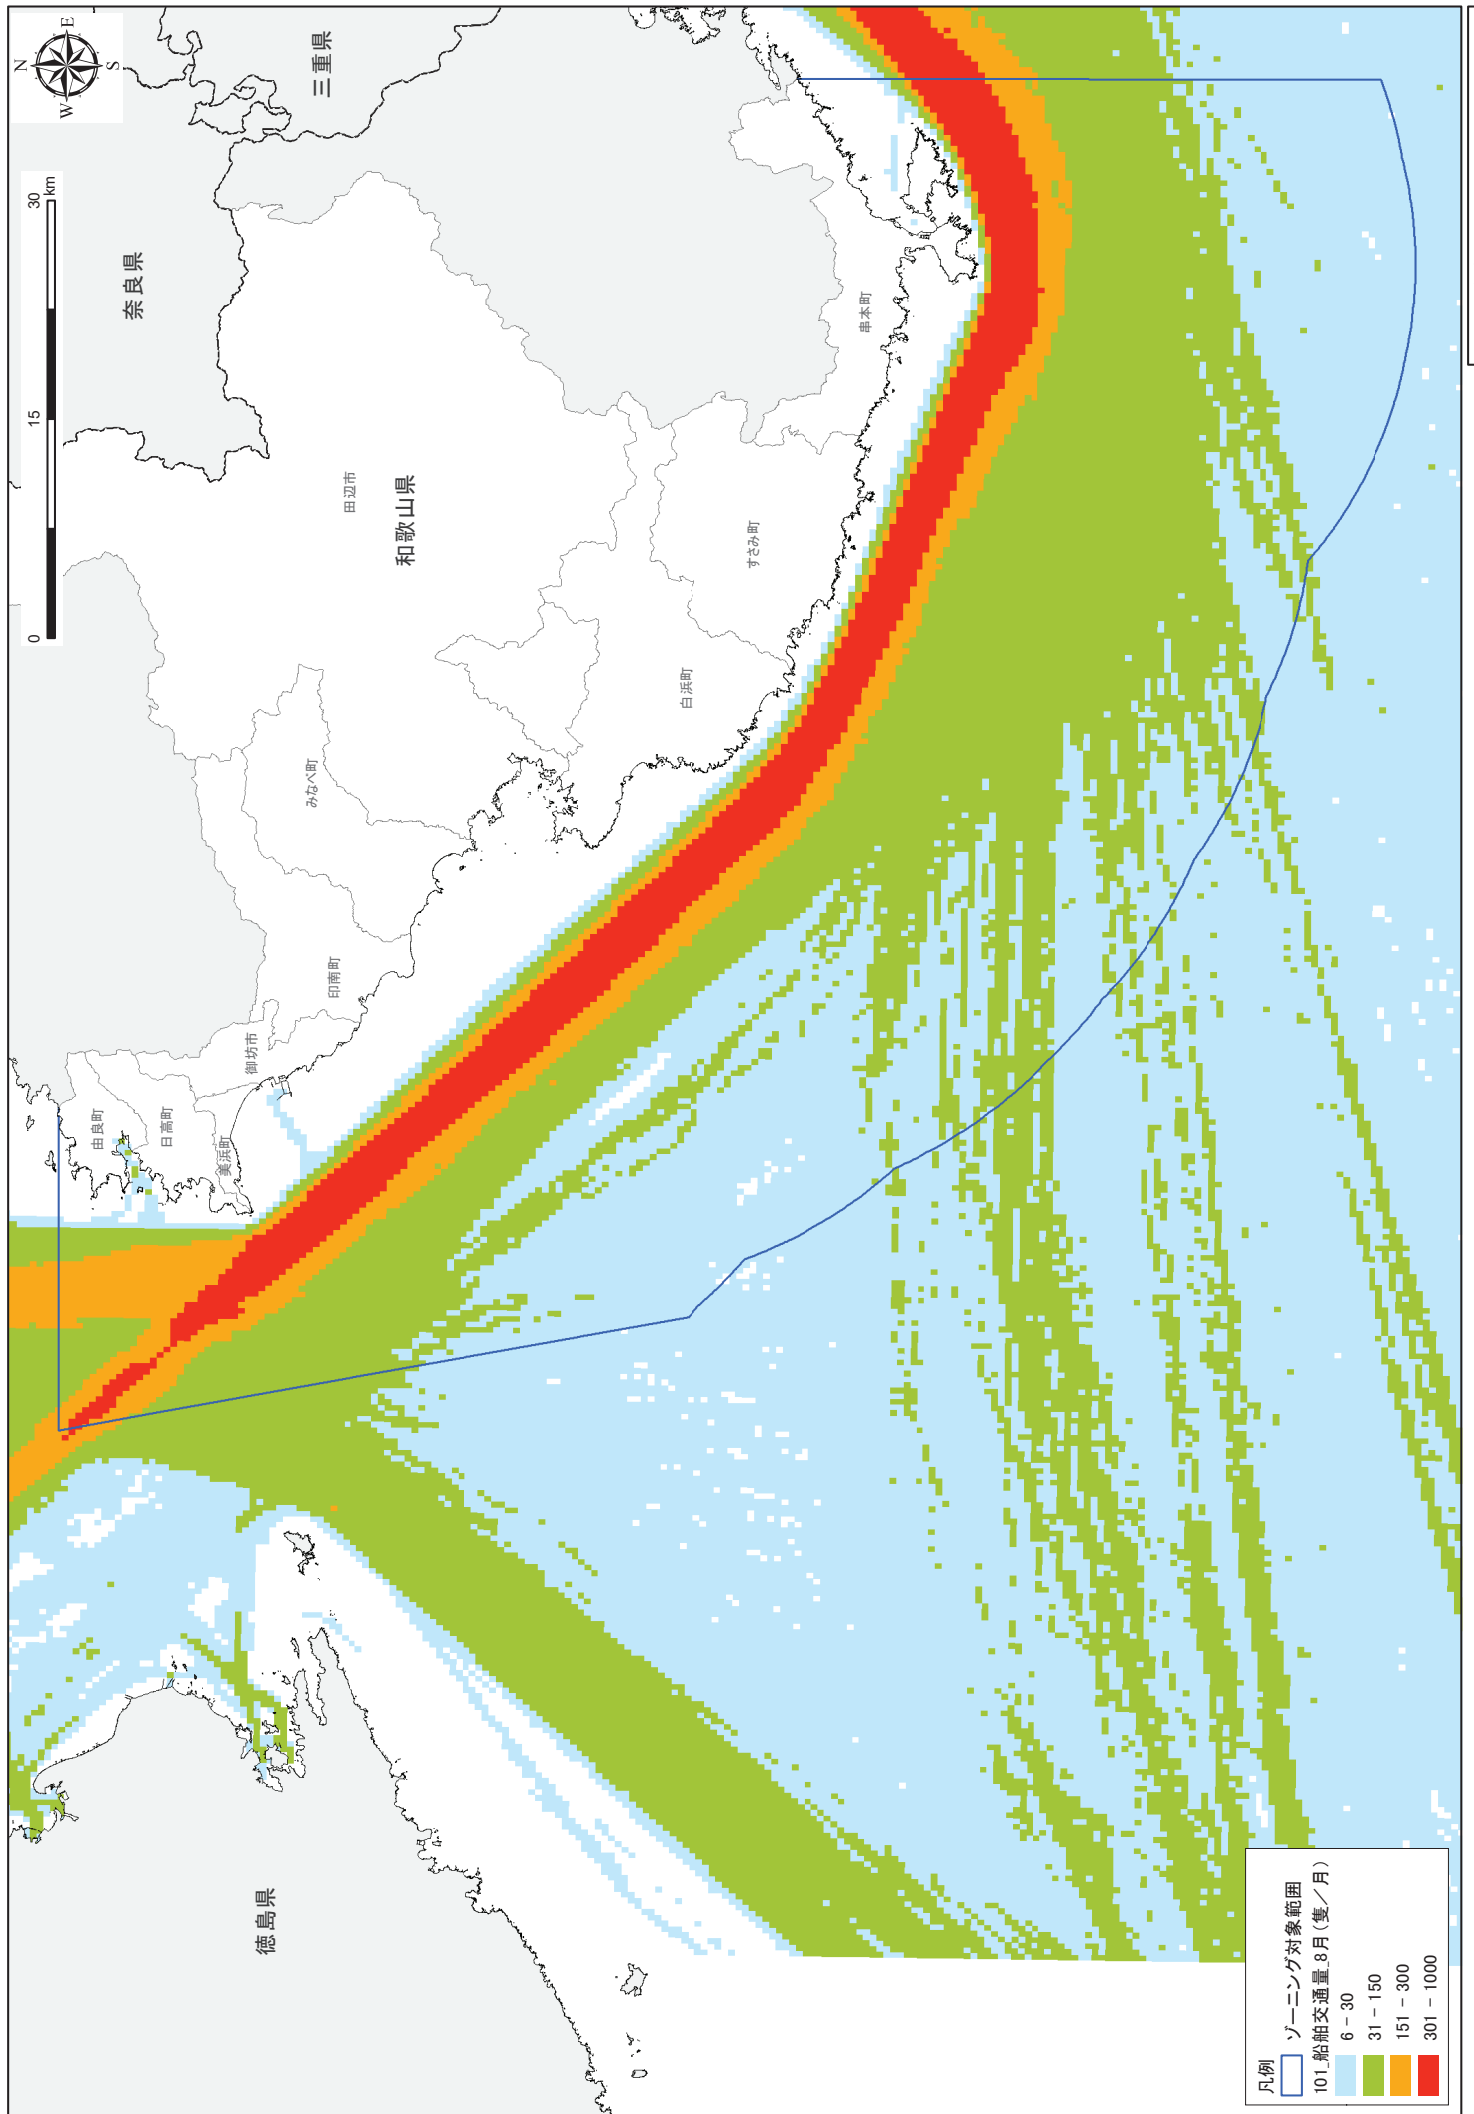 N
E
S
W
0 15 30
km
三重県
奈良県
和歌山県
徳島県
田辺市
みなべ町
印南町
御坊市
由良町
日高町
美浜町
白浜町
すさみ町
串本町
凡例
ゾーニング対象範囲
101_船舶交通量_8月(隻／月)
6 - 30
31 - 150
151 - 300
301 - 1000